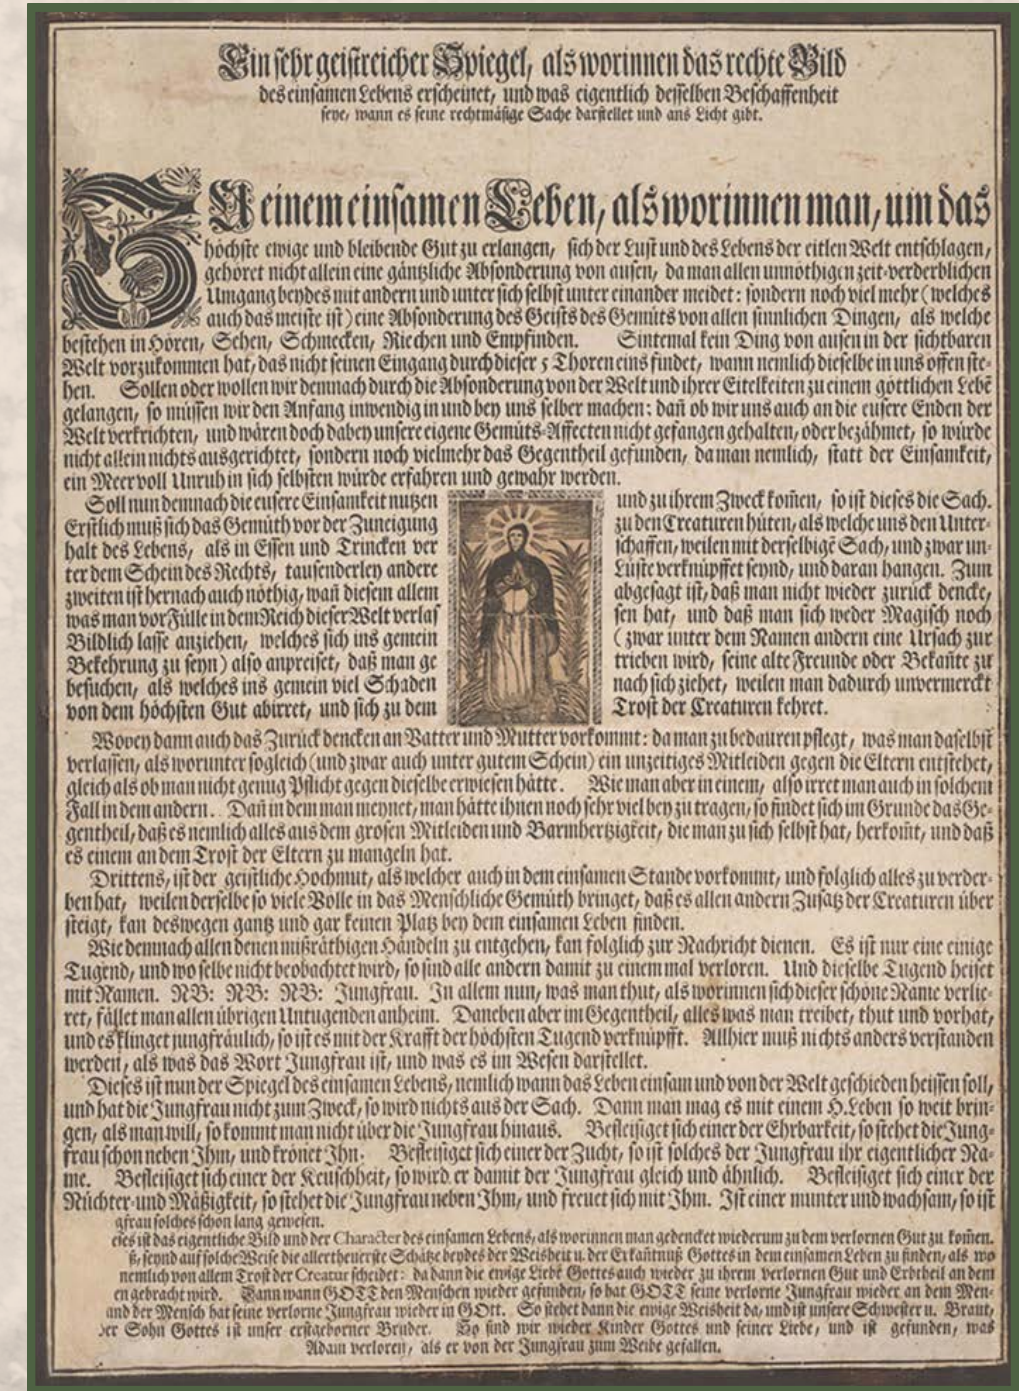 Ein sehr geistreicher Spiegel, als worinnen das rechte Bild
des einsamen Lebens erscheinet, und was eigentlich desselben Beschaffenheit
seye, wann es seine rechtmäßige Sache darstellet und ans Licht gibt.
ZU einem einsamen Leben, als worinnen man, um das
höchste ewige und bleibende Gut zu erlangen, sich der Lust und des Lebens der eitlen Welt entschlagen,
gehöret nicht allein eine gäntzliche Absonderung von ausen, da man allen unnöthigen zeit-verderblichen
Umgang beydes mit andern und unter sich selbst unter einander meidet: sondern noch viel mehr (welches
auch das meiste ist) eine Absonderung des Geists des Gemüts von allen sinnlichen Dingen, als welche
bestehen in Hören, Sehen, Schmecken, Riechen und Empfinden. Sintemal kein Ding von ausen in der sichtbaren
Welt vorzukommen hat, das nicht seinen Eingang durch dieser 5 Thoren eins findet, wann nemlich dieselbe in uns offen ste-
hen. Sollen oder wollen wir demnach durch die Absonderung von der Welt und ihrer Eitelkeiten zu einem göttlichen Lebē
gelangen, so müssen wir den Anfang inwendig in und bey uns selber machen: dañ ob wir uns auch an die eusere Enden der
Welt verkrichten, und wären doch dabey unsere eigene Gemüts-Affecten nicht gefangen gehalten, oder bezähmet, so würde
nicht allein nichts ausgerichtet, sondern noch vielmehr das Gegentheil gefunden, da man nemlich, statt der Einsamkeit,
ein Meer voll Unruh in sich selbsten würde erfahren und gewahr werden.
Soll nun demnach die eusere Einsamkeit nutzen und zu ihrem Zweck kom̄en, so ist dieses die Sach.
Erstlich muß sich das Gemüth vor der Zuneigung zu den Creaturen hüten, als welche uns den Unter-
halt des Lebens, als in Essen und Trincken ver schaffen, weilen mit derselbigē Sach, und zwar un-
ter dem Schein des Rechts, tausenderley andere Lüste verknüpffet seynd, und daran hangen. Zum
zweiten ist hernach auch nöthig, wañ diesem allem abgesagt ist, daß man nicht wieder zurück dencke,
was man vor Fülle in dem Reich dieser Welt verlas sen hat, und daß man sich weder Magisch noch
Bildlich lasse anziehen, welches sich ins gemein (zwar unter dem Namen andern eine Ursach zur
Bekehrung zu seyn) also anpreiset, daß man ge trieben wird, seine alte Freunde oder Bekañte zu
besuchen, als welches ins gemein viel Schaden nach sich ziehet, weilen man dadurch unvermerckt
von dem höchsten Gut abirret, und sich zu dem Trost der Creaturen kehret.
Wovey dann auch das Zurück dencken an Vatter und Mutter vorkommt: da man zu bedauren pflegt, was man daselbst
verlassen, als worunter sogleich (und zwar auch unter gutem Schein) ein unzeitiges Mitleiden gegen die Eltern entstehet,
gleich als ob man nicht genug Pflicht gegen dieselbe erwiesen hätte. Wie man aber in einem, also irret man auch in solchem
Fall in dem andern. Dañ in dem man meynet, man hätte ihnen noch sehr viel bey zu tragen, so findet sich im Grunde das Ge-
gentheil, daß es nemlich alles aus dem grosen Mitleiden und Barmhertzigkeit, die man zu sich selbst hat, herkom̄t, und daß
es einem an dem Trost der Eltern zu mangeln hat.
Drittens, ist der geistliche Hochmut, als welcher auch in dem einsamen Stande vorkommt, und folglich alles zu verder-
ben hat, weilen derselbe so viele Volle in das Menschliche Gemüth bringet, daß es allen andern Zusatz der Creaturen über
steigt, kan deswegen gantz und gar keinen Platz bey dem einsamen Leben finden.
Wie demnach allen denen mißräthigen Händeln zu entgehen, kan folglich zur Nachricht dienen. Es ist nur eine einige
Tugend, und wo selbe nicht beobachtet wird, so sind alle andern damit zu einem mal verloren. Und dieselbe Tugend heiset
mit Namen. NB: NB: NB: Jungfrau. In allem nun, was man thut, als worinnen sich dieser schöne Name verlie-
ret, fället man allen übrigen Untugenden anheim. Daneben aber im Gegentheil, alles was man treibet, thut und vorhat,
und es klinget jungfräulich, so ist es mit der Krafft der höchsten Tugend verknüpfft. Allhier muß nichts anders verstanden
werden, als was das Wort Jungfrau ist, und was es im Wesen darstellet.
Dieses ist nun der Spiegel des einsamen Lebens, nemlich wann das Leben einsam und von der Welt geschieden heissen soll,
und hat die Jungfrau nicht zum Zweck, so wird nichts aus der Sach. Dann man mag es mit einem H. Leben so weit brin-
gen, als man will, so kommt man nicht über die Jungfrau hinaus. Befleisiget sich einer der Ehrbarkeit, so stehet die Jung-
frau schon neben Ihm, und krönet Ihn. Befleisiget sich einer der Zucht, so ist solches der Jungfrau ihr eigentlicher Na-
me. Befleisiget sich einer der Keuschheit, so wird er damit der Jungfrau gleich und ähnlich. Befleisiget sich einer der
Nüchter-und Mäßigkeit, so stehet die Jungfrau neben Ihm, und freuet sich mit Ihm. Ist einer munter und wachsam, so ist
gfrau solches schon lang gewesen.
eses ist das eigentliche Bild und der Character des einsamen Lebens, als worinnen man gedencket wiederum zu dem verlornen Gut zu kom̄en.
ß, seynd auf solche Weise die allertheuerste Schätze beydes der Weisheit u. der Erkäntnuß Gottes in dem einsamen Leben zu finden, als wo
nemlich von allem Trost der Creatur scheidet: da dann die ewige Liebe Gottes auch wieder zu ihrem verlornen Gut und Erbtheil an dem
en gebracht wird. Dann wann GOTT den Menschen wieder gefunden, so hat GOTT seine verlorne Jungfrau wieder an dem Men-
and der Mensch hat seine verlorne Jungfrau wieder in GOtt. So stehet dann die ewige Weisheit da, und ist unsere Schwester u. Braut,
der Sohn Gottes ist unser erstgeborner Bruder. So sind wir wieder Kinder Gottes und seiner Liebe, und ist gefunden, was
Adam verloren, als er von der Jungfrau zum Weibe gefallen.